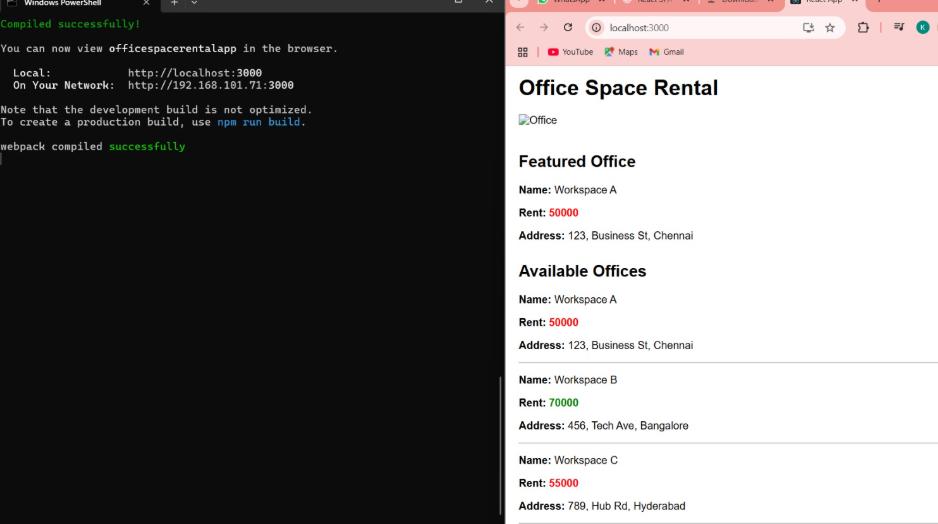 Windows PowerShell
Compiled successfully!
You can now view officespacerentalapp in the browser.
Local: http://localhost:3000
On Your Network: http://192.168.101.71:3000
Note that the development build is not optimized.
To create a production build, use npm run build.
webpack compiled successfully
WhatsApp
React App
localhost:3000
K
YouTube
Maps
Gmail
Office Space Rental
Office
Featured Office
Name: Workspace A
Rent: 50000
Address: 123, Business St, Chennai
Available Offices
Name: Workspace A
Rent: 50000
Address: 123, Business St, Chennai
Name: Workspace B
Rent: 70000
Address: 456, Tech Ave, Bangalore
Name: Workspace C
Rent: 55000
Address: 789, Hub Rd, Hyderabad